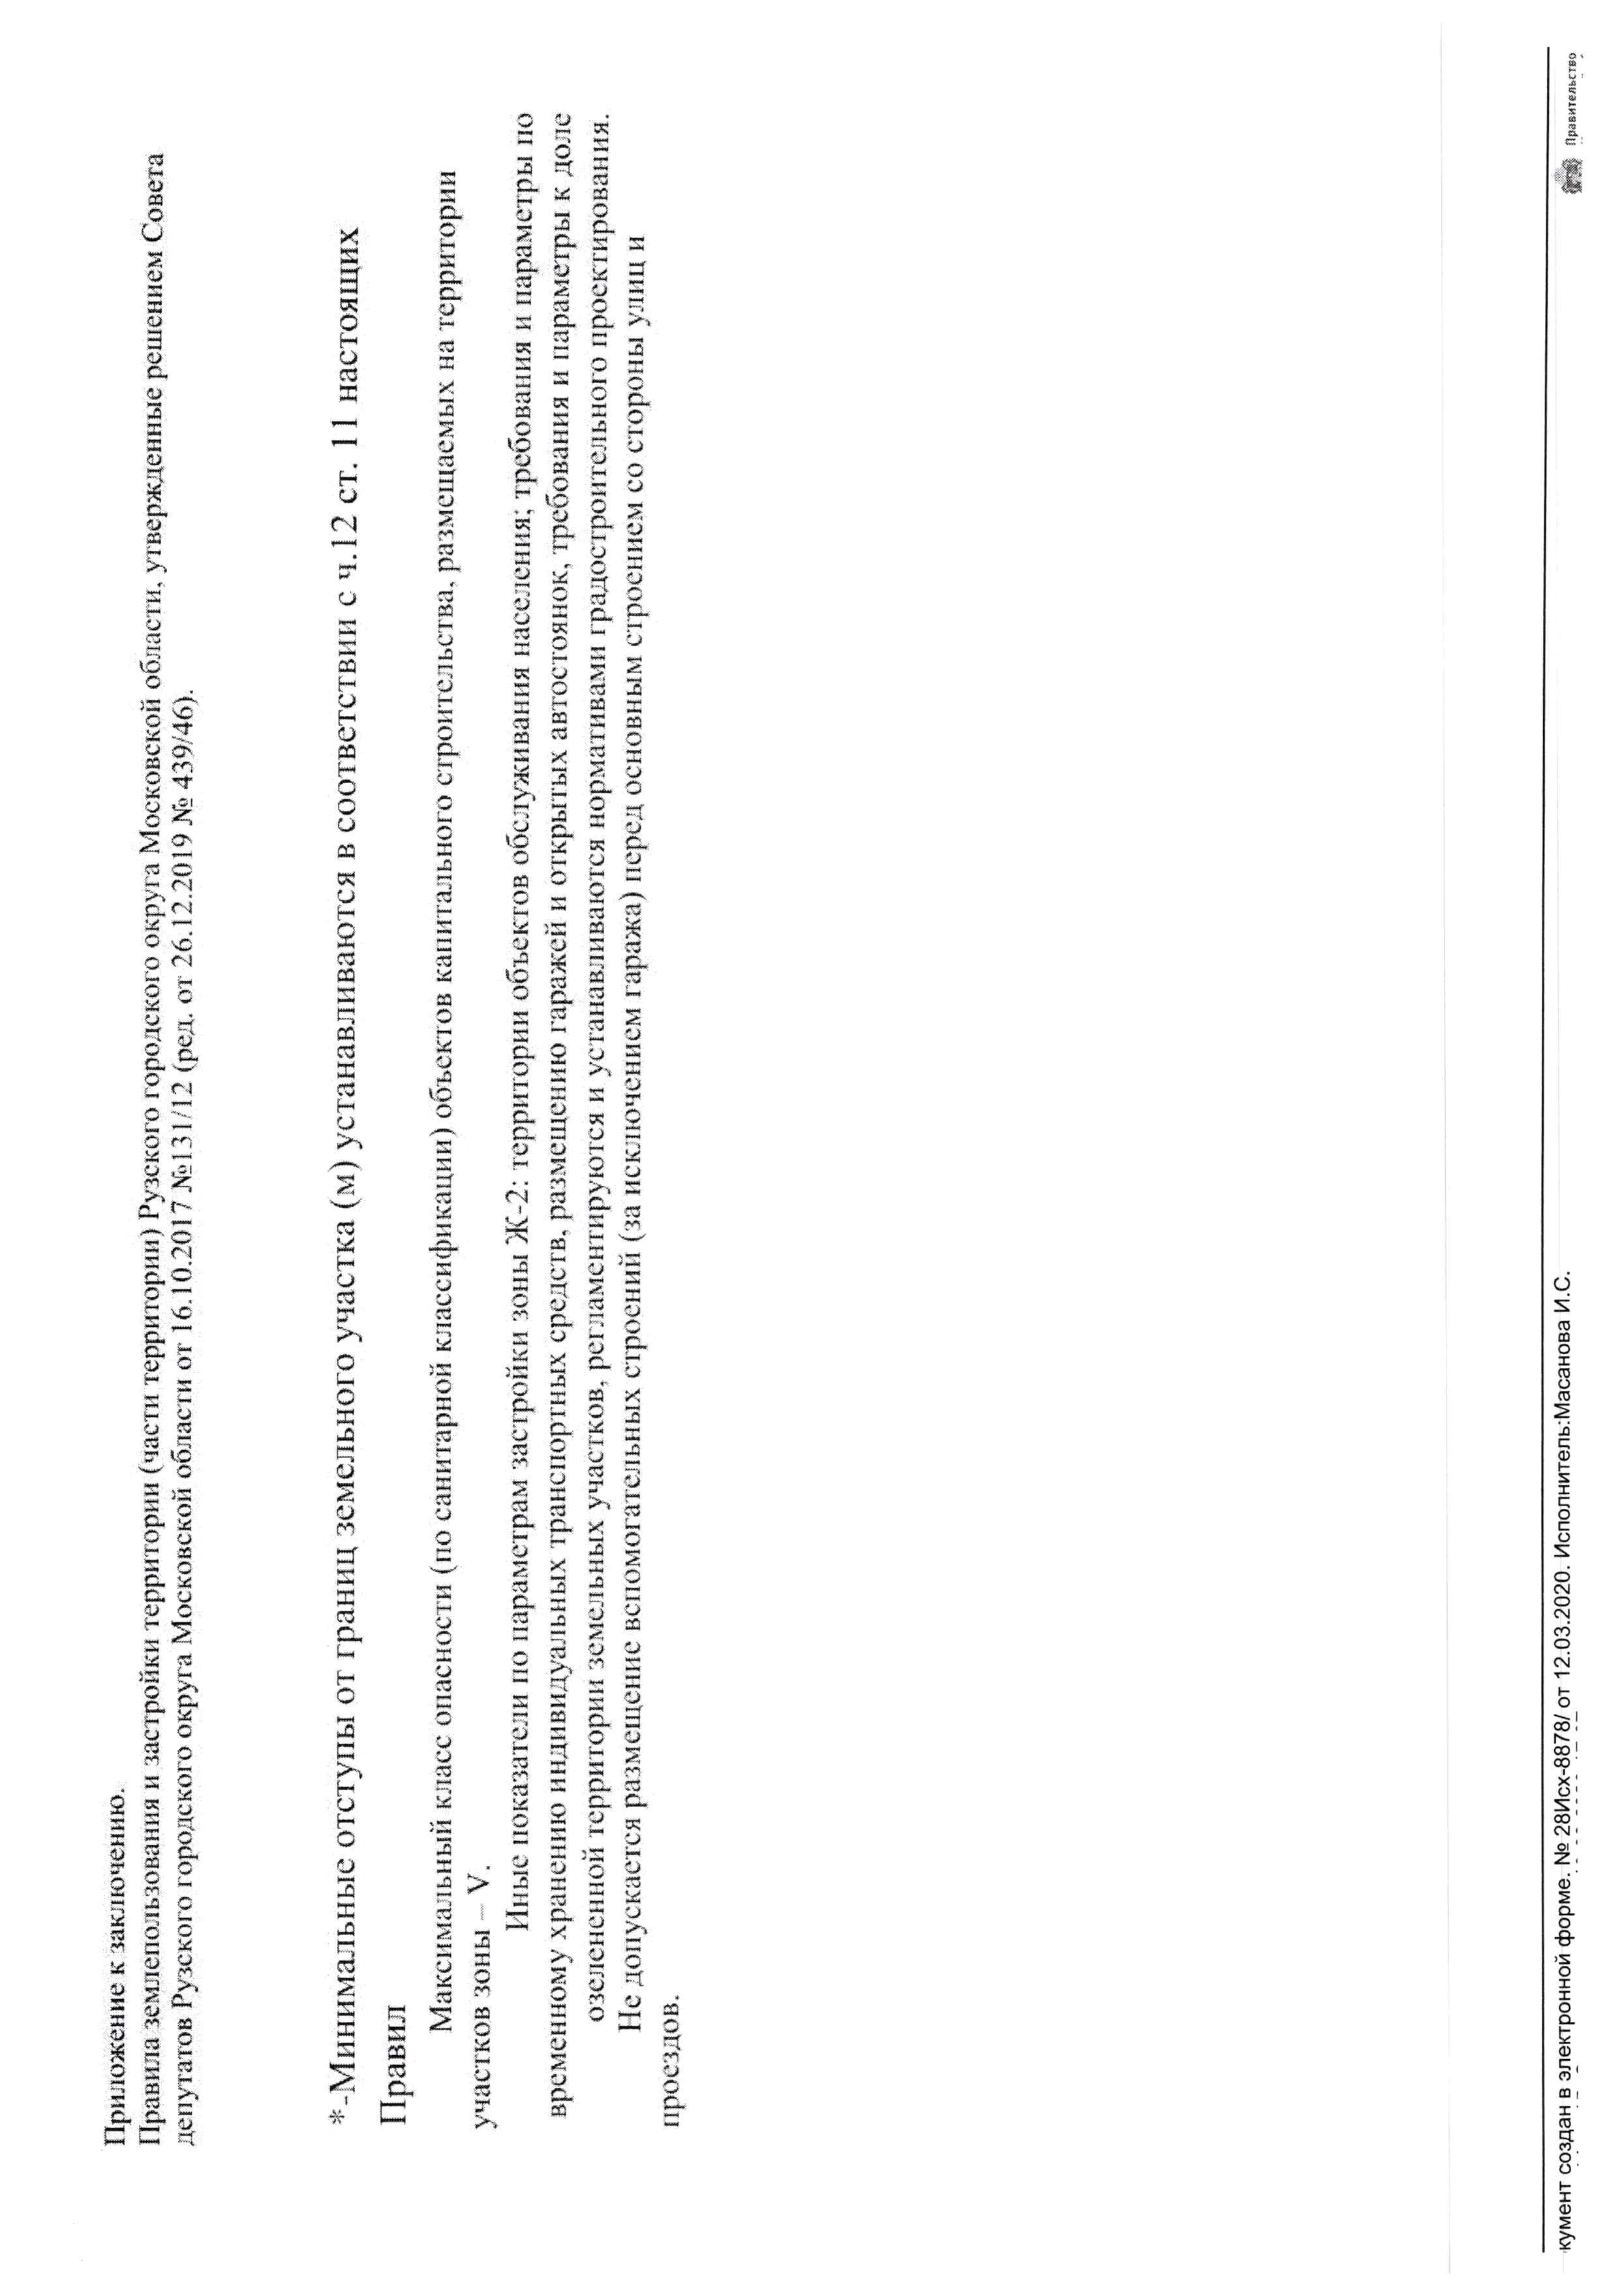 Приложение к заключению.
Правила землепользования и застройки территории (части территории) Рузского городского округа Московской области, утвержденные решением Совета
депутатов Рузского городского округа Московской области от 16.10.2017 №131/12 (ред. от 26.12.2019 № 439/46).
*-Минимальные отступы от границ земельного участка (м) устанавливаются в соответствии с ч.12 ст. 11 настоящих
Правил
Максимальный класс опасности (по санитарной классификации) объектов капитального строительства, размещаемых на территории
участков зоны – V.
Иные показатели по параметрам застройки зоны Ж-2: территории объектов обслуживания населения; требования и параметры по
временному хранению индивидуальных транспортных средств, размещению гаражей и открытых автостоянок, требования и параметры к доле
озелененной территории земельных участков, регламентируются и устанавливаются нормативами градостроительного проектирования.
Не допускается размещение вспомогательных строений (за исключением гаража) перед основным строением со стороны улиц и
проездов.
кумент создан в электронной форме. № 28Исх-8878/ от 12.03.2020. Исполнитель:Масанова И.С.
Правительство